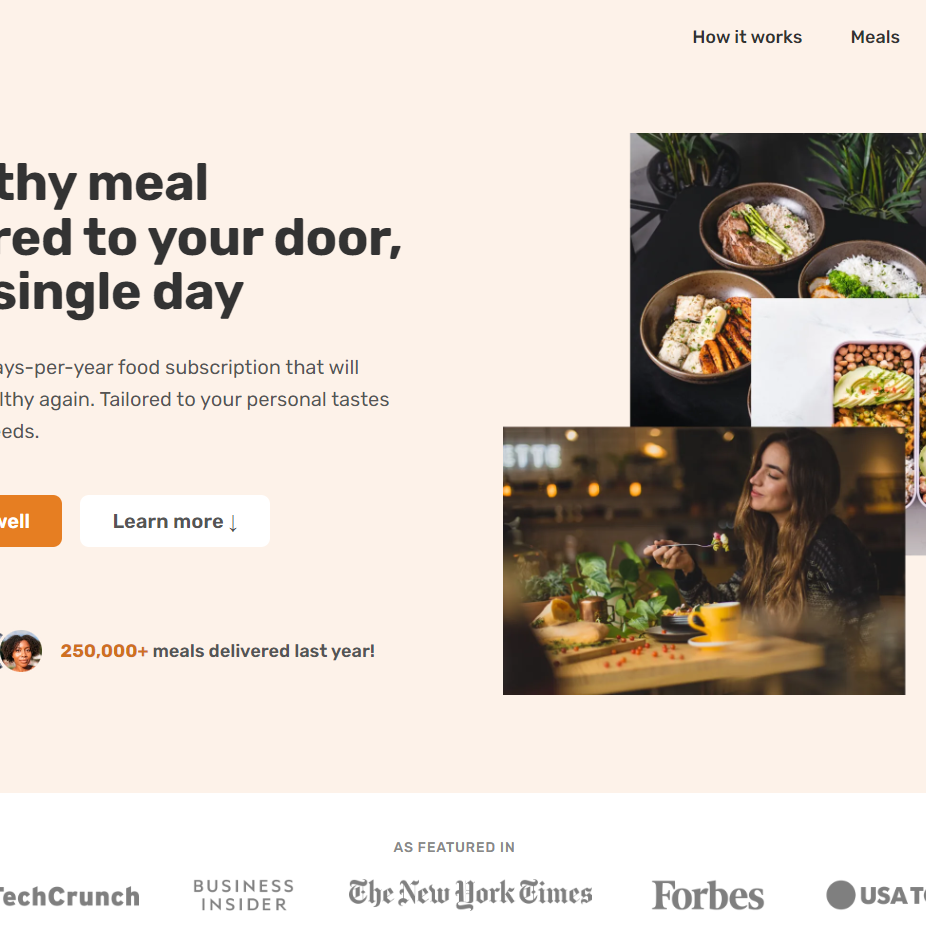 How it works Meals
thy meal
red to your door,
single day
ays-per-year food subscription that will
lthy again. Tailored to your personal tastes
eeds.
well Learn more ↓
250,000+ meals delivered last year!
AS FEATURED IN
TechCrunch BUSINESS INSIDER The New York Times Forbes USA TO